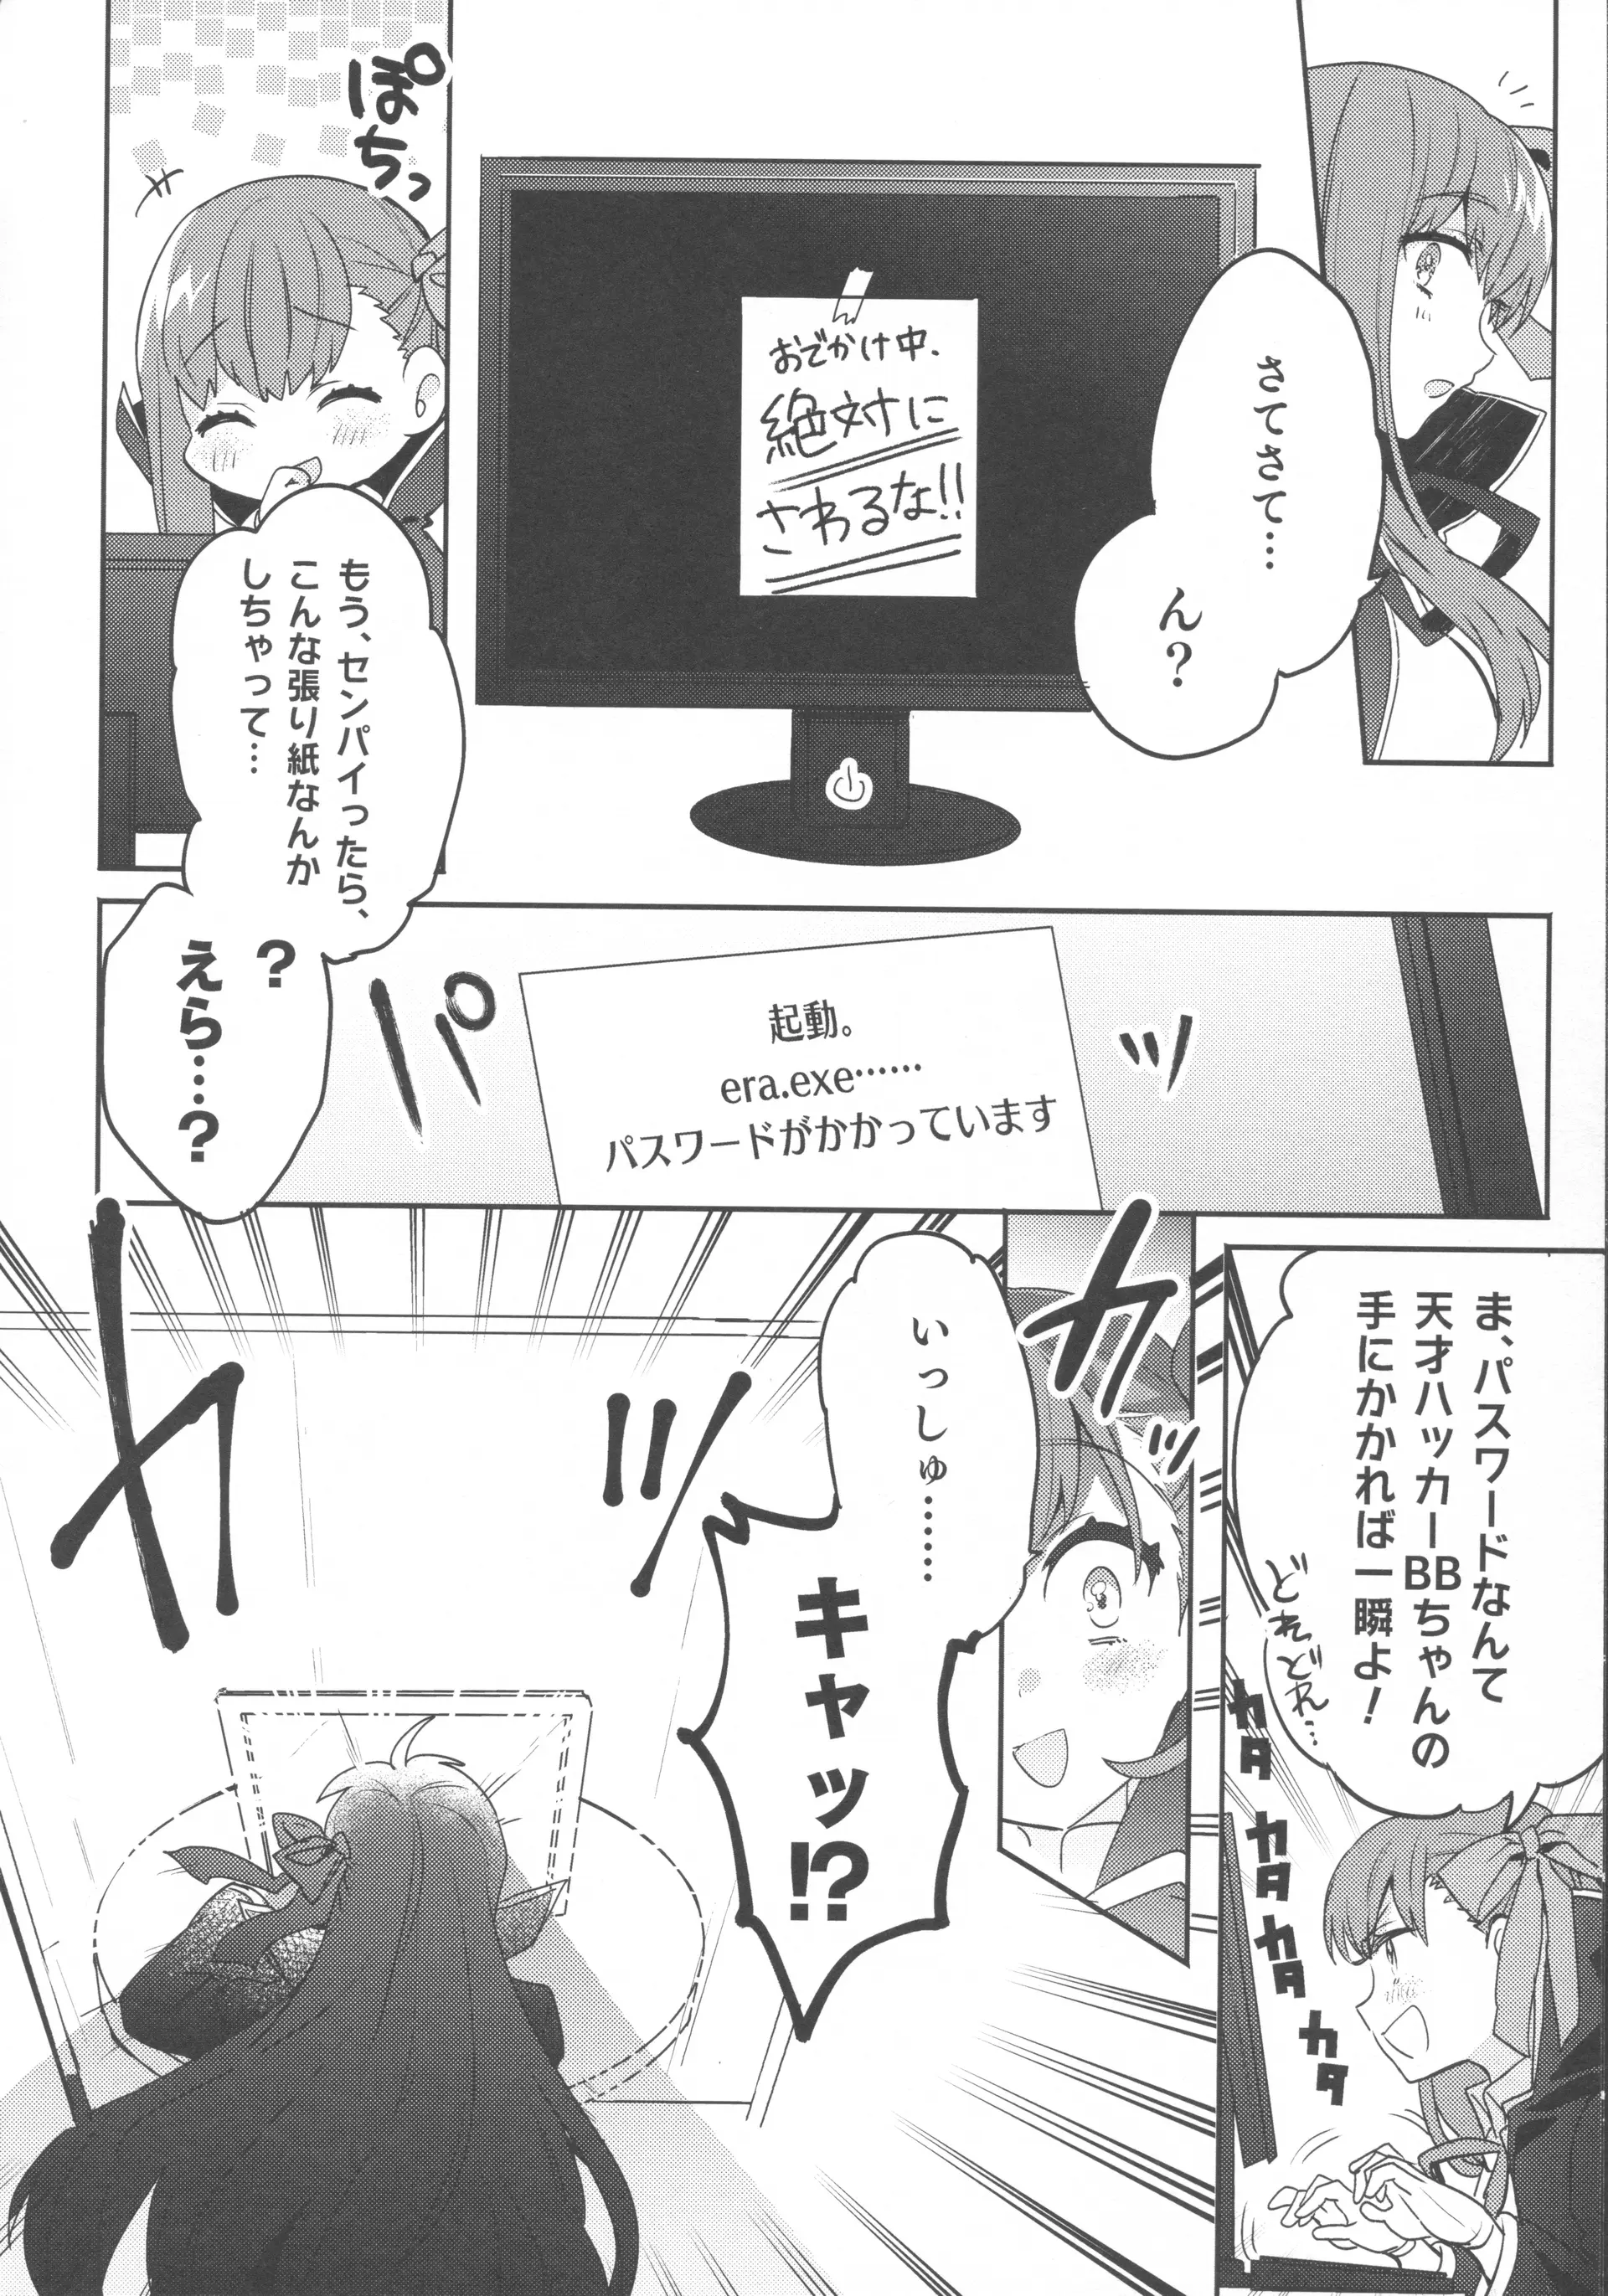 さてさて…
ん？
おでかけ中.
絶対に
さわるな!!
ぽちっ
もう、センパイったら、
こんな張り紙なんか
しちゃって…
パッ
起動。
era.exe……
パスワードがかかっています
？
えら……？
ま、パスワードなんて
天才ハッカーBBちゃんの
手にかかれば一瞬よ！
どれどれ…
カタ
カタ
カタ
カタ
カッ
いっしゅ……
キャッ!?
カッ